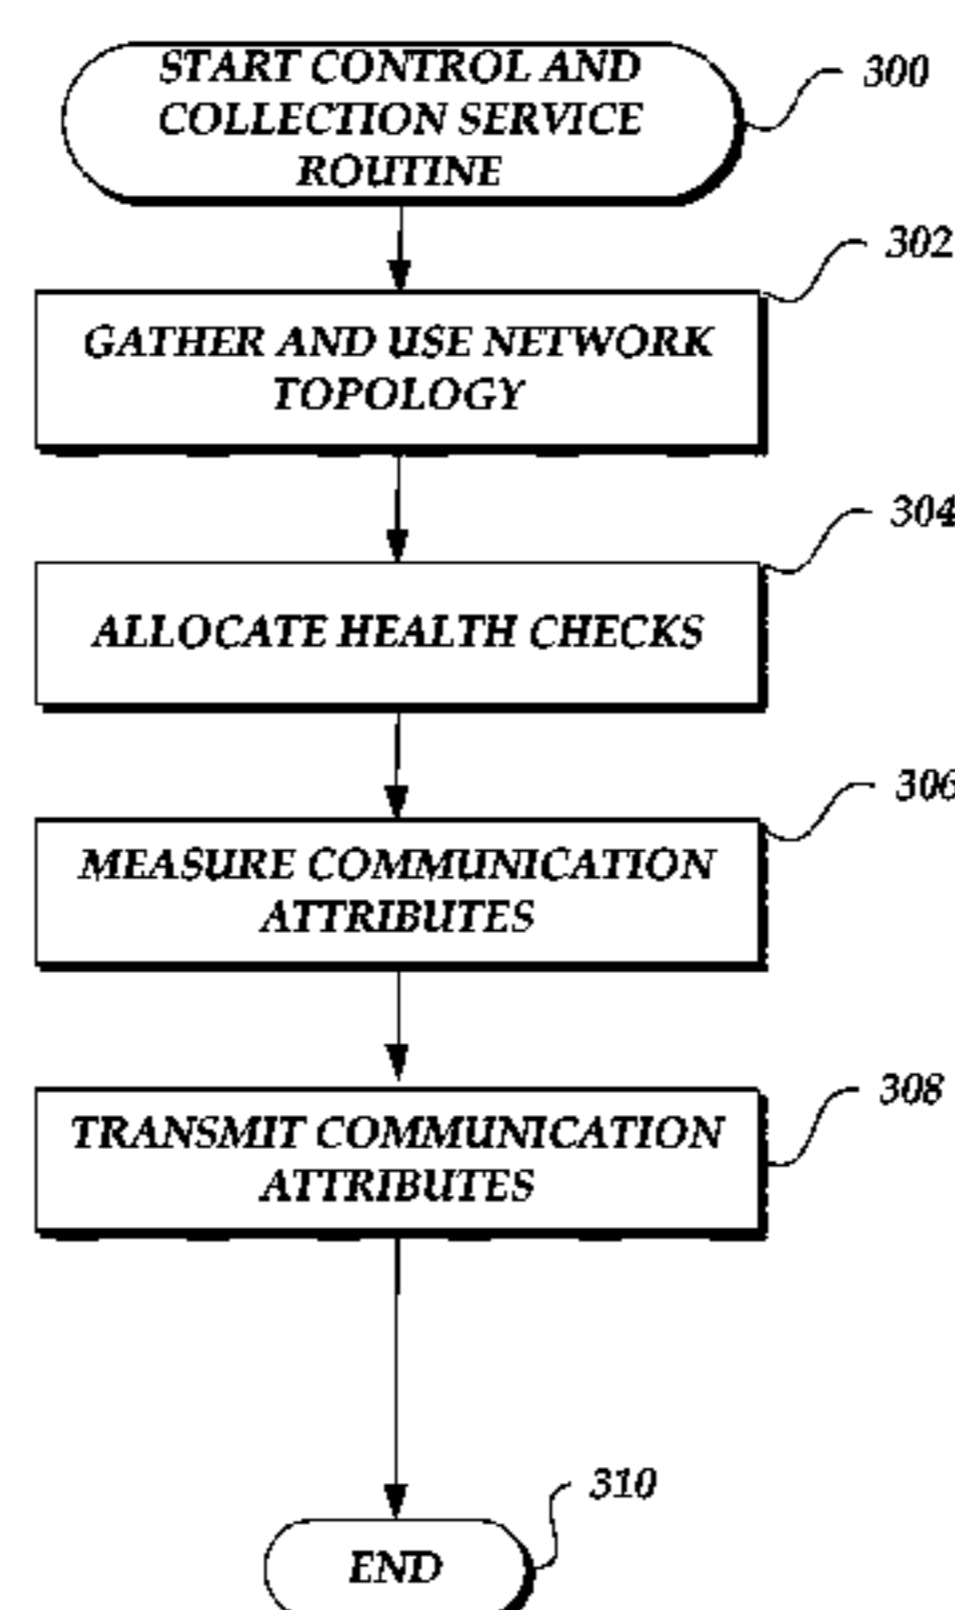 START CONTROL AND
COLLECTION SERVICE
ROUTINE
300
302
GATHER AND USE NETWORK
TOPOLOGY
304
ALLOCATE HEALTH CHECKS
306
MEASURE COMMUNICATION
ATTRIBUTES
308
TRANSMIT COMMUNICATION
ATTRIBUTES
310
END